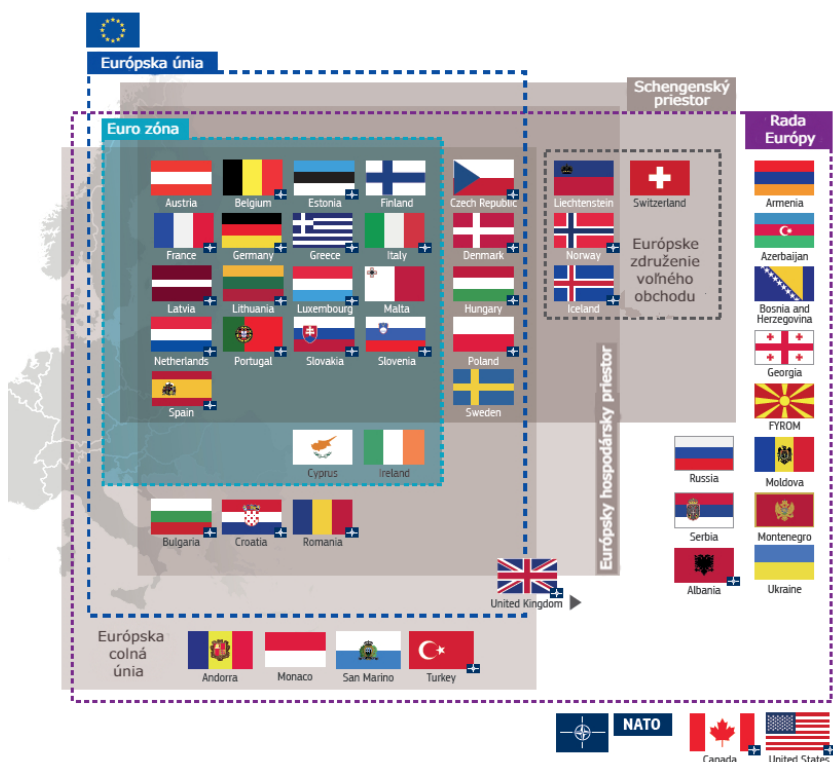 Európska únia
Schengenský
priestor
Rada
Európy
Euro zóna
Austria
Belgium
Estonia
Finland
Czech Republic
Liechtenstein
Switzerland
Armenia
France
Germany
Greece
Italy
Denmark
Norway
Európske
združenie
voľného
obchodu
Azerbaijan
Latvia
Lithuania
Luxembourg
Malta
Hungary
Iceland
Bosnia and
Herzegovina
Netherlands
Portugal
Slovakia
Slovenia
Poland
Georgia
Spain
Sweden
FYROM
Cyprus
Ireland
Európsky hospodársky priestor
Russia
Moldova
Bulgaria
Croatia
Romania
Serbia
Montenegro
United Kingdom
Albania
Ukraine
Európska
colná
únia
Andorra
Monaco
San Marino
Turkey
NATO
Canada
United States